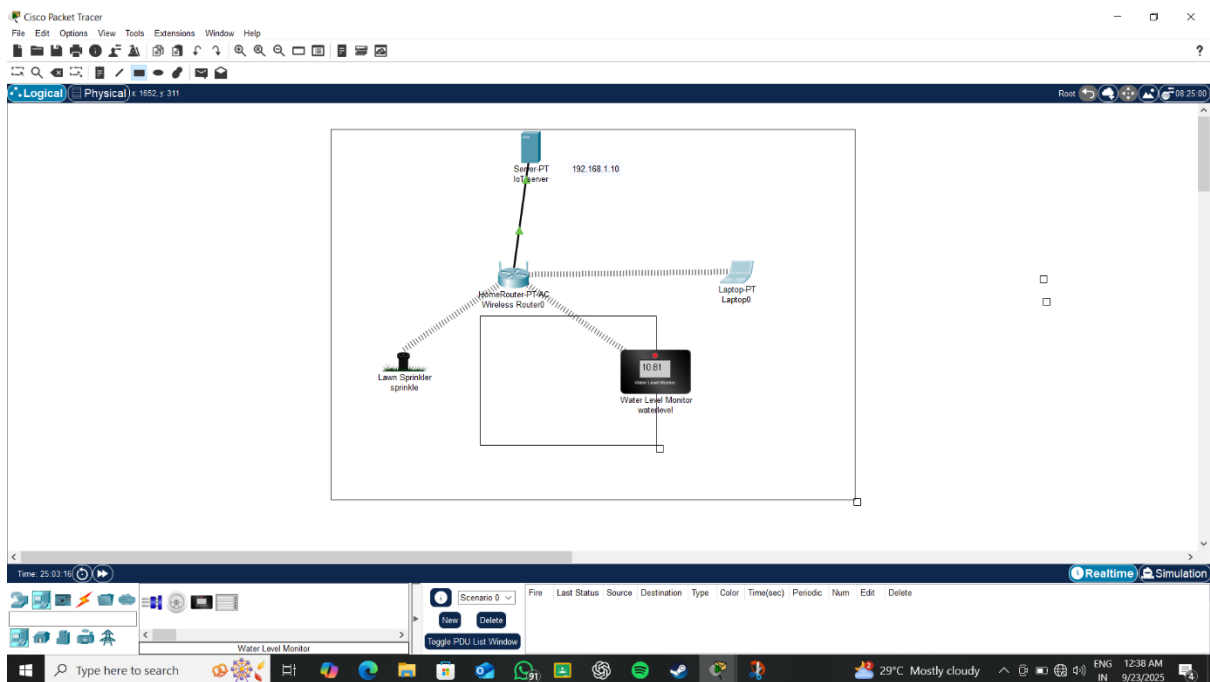 Cisco Packet Tracer
File Edit Options View Tools Extensions Window Help
?
Logical Physical x: 1652, y: 311 Root 08:25:00
Server-PT
IoT server
192.168.1.10
HomeRouter-PT-AC
Wireless Router0
Laptop-PT
Laptop0
Lawn Sprinkler
sprinkle
10.81
Water Level Monitor
Water Level Monitor
waterlevel
Time: 25:03:16 Realtime Simulation
Scenario 0 Fire Last Status Source Destination Type Color Time(sec) Periodic Num Edit Delete
New Delete
Toggle PDU List Window
Water Level Monitor
Type here to search 91 29°C Mostly cloudy ENG 12:38 AM
IN 9/23/2025 4